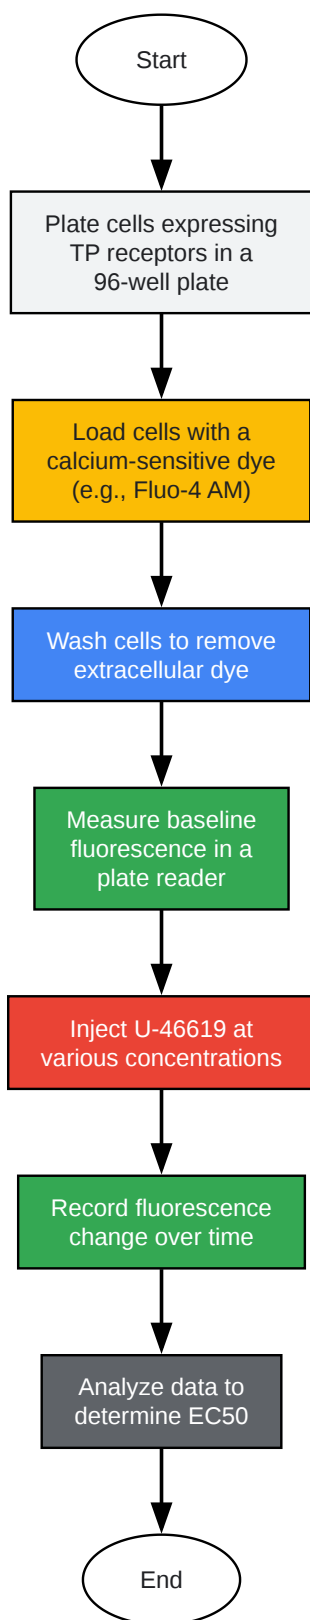 Start
Plate cells expressing
TP receptors in a
96-well plate
Load cells with a
calcium-sensitive dye
(e.g., Fluo-4 AM)
Wash cells to remove
extracellular dye
Measure baseline
fluorescence in a
plate reader
Inject U-46619 at
various concentrations
Record fluorescence
change over time
Analyze data to
determine EC50
End